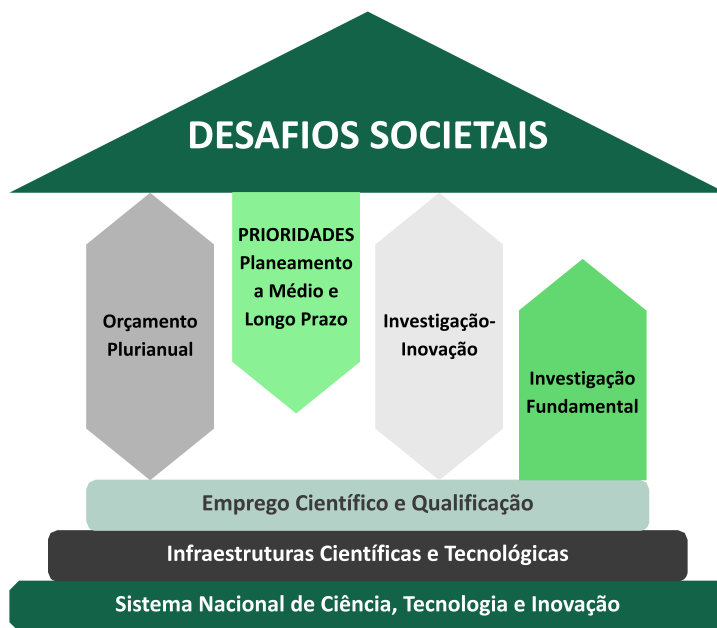 DESAFIOS SOCIETAIS
Orçamento
Plurianual
PRIORIDADES
Planeamento
a Médio e
Longo Prazo
Investigação-
Inovação
Investigação
Fundamental
Emprego Científico e Qualificação
Infraestruturas Científicas e Tecnológicas
Sistema Nacional de Ciência, Tecnologia e Inovação